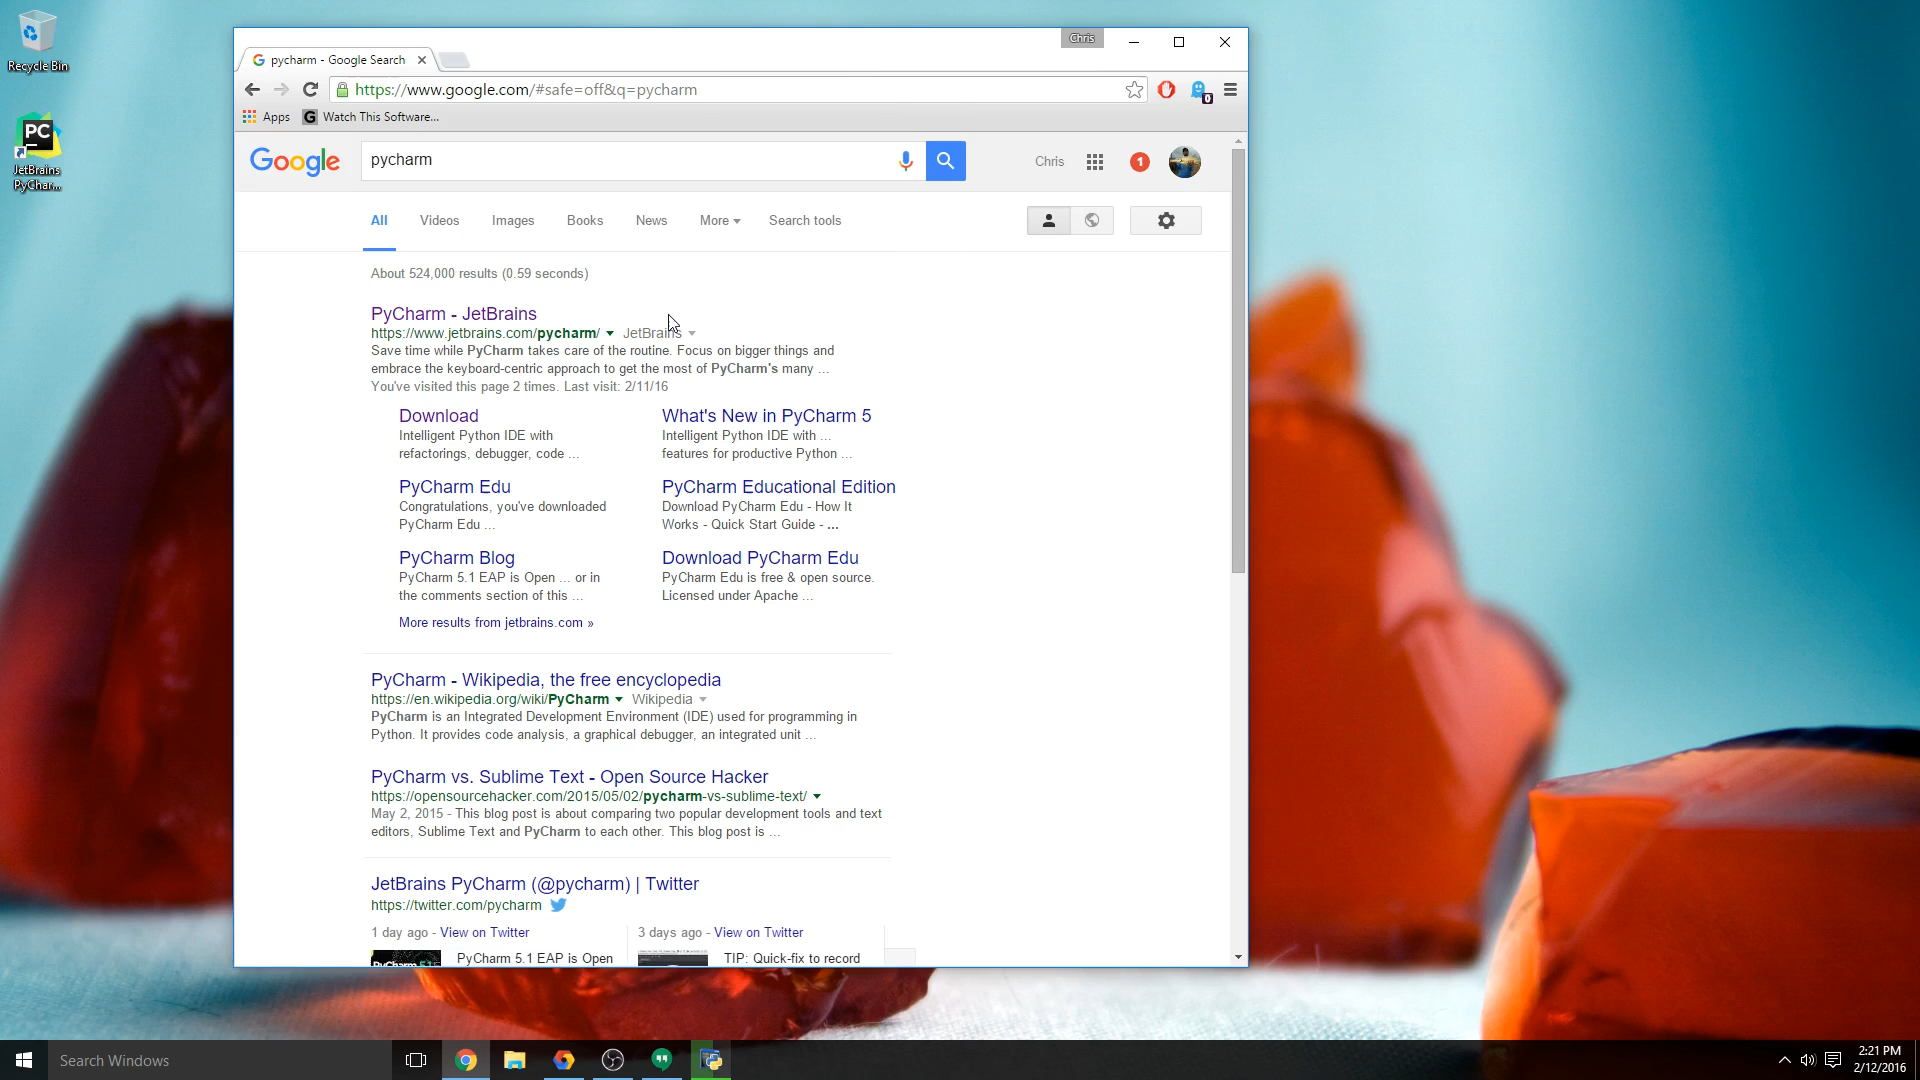 Recycle Bin
PC
JetBrains
PyChar...
Chris
pycharm - Google Search
https://www.google.com/#safe=off&q=pycharm
0
Apps
G
Watch This Software...
Google
pycharm
Chris
1
All
Videos
Images
Books
News
More
Search tools
About 524,000 results (0.59 seconds)
PyCharm - JetBrains
https://www.jetbrains.com/pycharm/ JetBrains
Save time while PyCharm takes care of the routine. Focus on bigger things and
embrace the keyboard-centric approach to get the most of PyCharm's many ...
You've visited this page 2 times. Last visit: 2/11/16
Download
Intelligent Python IDE with
refactorings, debugger, code ...
What's New in PyCharm 5
Intelligent Python IDE with ...
features for productive Python ...
PyCharm Edu
Congratulations, you've downloaded
PyCharm Edu ...
PyCharm Educational Edition
Download PyCharm Edu - How It
Works - Quick Start Guide - ...
PyCharm Blog
PyCharm 5.1 EAP is Open ... or in
the comments section of this ...
Download PyCharm Edu
PyCharm Edu is free & open source.
Licensed under Apache ...
More results from jetbrains.com »
PyCharm - Wikipedia, the free encyclopedia
https://en.wikipedia.org/wiki/PyCharm Wikipedia
PyCharm is an Integrated Development Environment (IDE) used for programming in
Python. It provides code analysis, a graphical debugger, an integrated unit ...
PyCharm vs. Sublime Text - Open Source Hacker
https://opensourcehacker.com/2015/05/02/pycharm-vs-sublime-text/
May 2, 2015 - This blog post is about comparing two popular development tools and text
editors, Sublime Text and PyCharm to each other. This blog post is ...
JetBrains PyCharm (@pycharm) | Twitter
https://twitter.com/pycharm
1 day ago - View on Twitter
PyCharm 5.1 EAP is Open
3 days ago - View on Twitter
TIP: Quick-fix to record
Search Windows
2:21 PM
2/12/2016